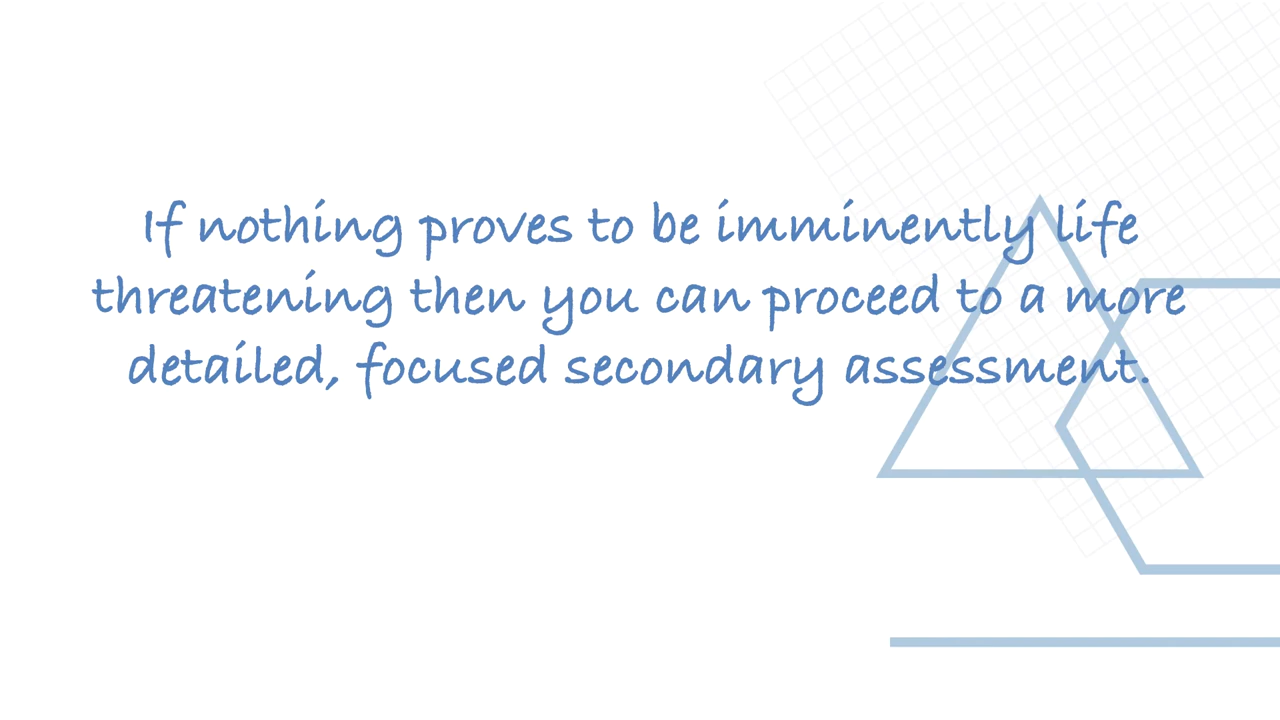 If nothing proves to be imminently life
threatening then you can proceed to a more
detailed, focused secondary assessment.